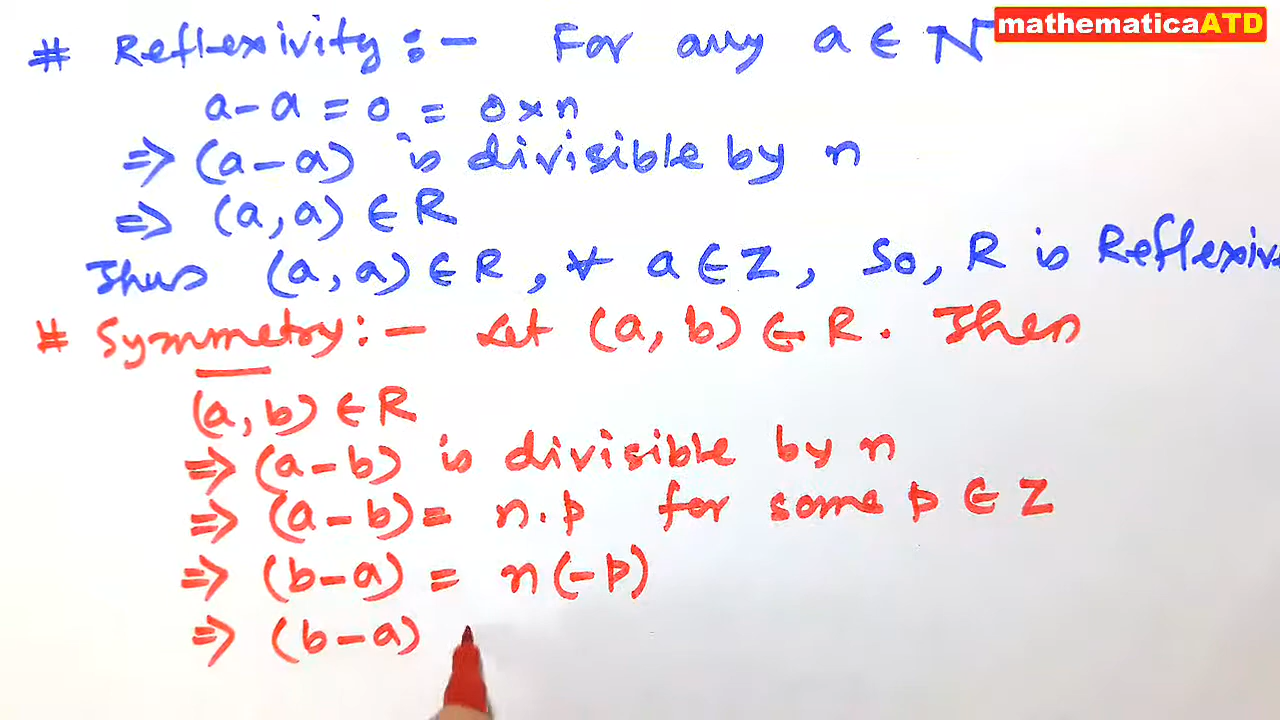 mathematicaATD
# Reflexivity :- For any a ∈ N
a - a = 0 = 0 × n
⇒ (a - a) is divisible by n
⇒ (a, a) ∈ R
Thus (a, a) ∈ R, ∀ a ∈ Z, So, R is Reflexiv
# Symmetry :- Let (a, b) ∈ R. Then
(a, b) ∈ R
⇒ (a - b) is divisible by n
⇒ (a - b) = n.p for some p ∈ Z
⇒ (b - a) = n(-p)
⇒ (b - a)